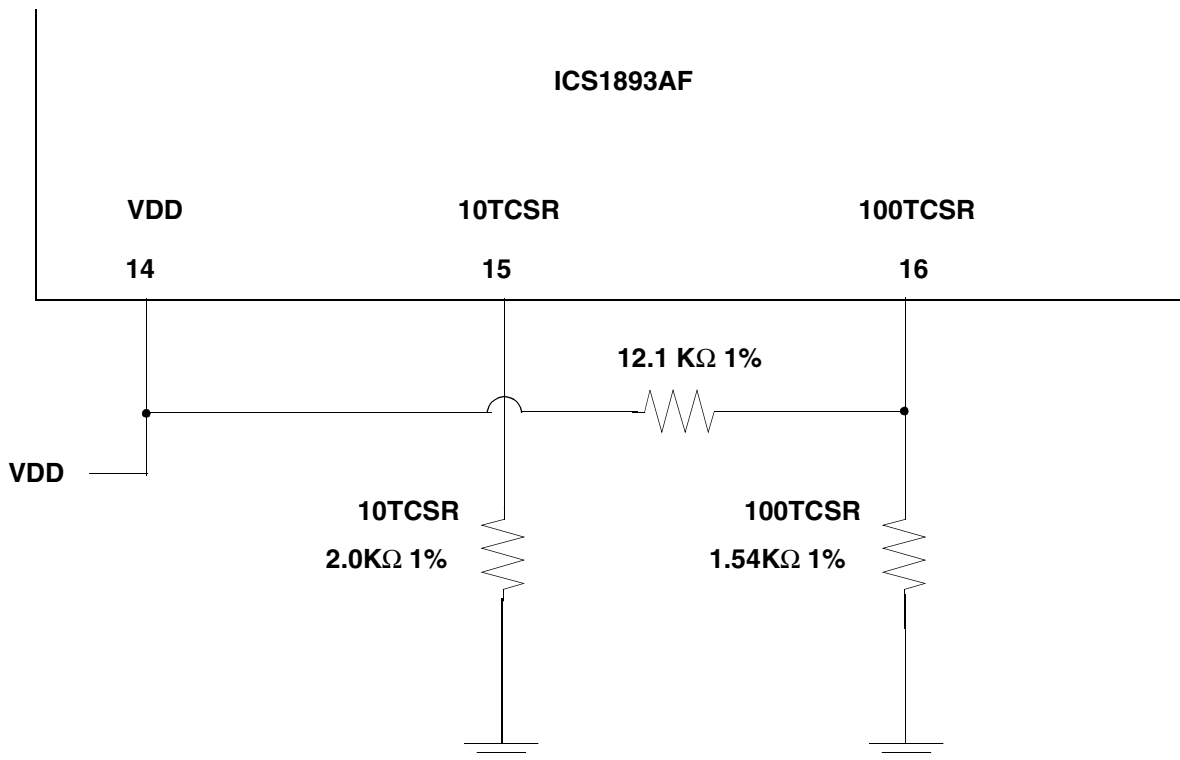 ICS1893AF
VDD
10TCSR
100TCSR
14
15
16
12.1 KΩ 1%
VDD
10TCSR
2.0KΩ 1%
100TCSR
1.54KΩ 1%